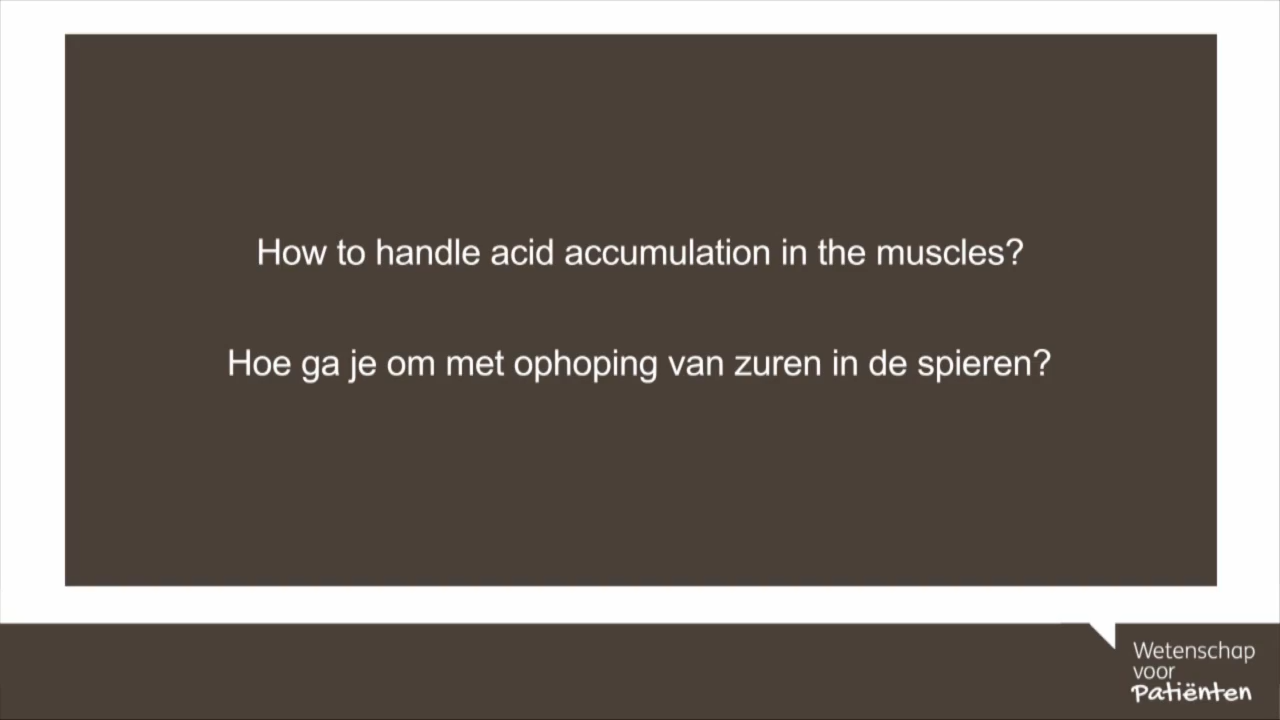 How to handle acid accumulation in the muscles?
Hoe ga je om met ophoping van zuren in de spieren?
Wetenschap
voor
Patiënten